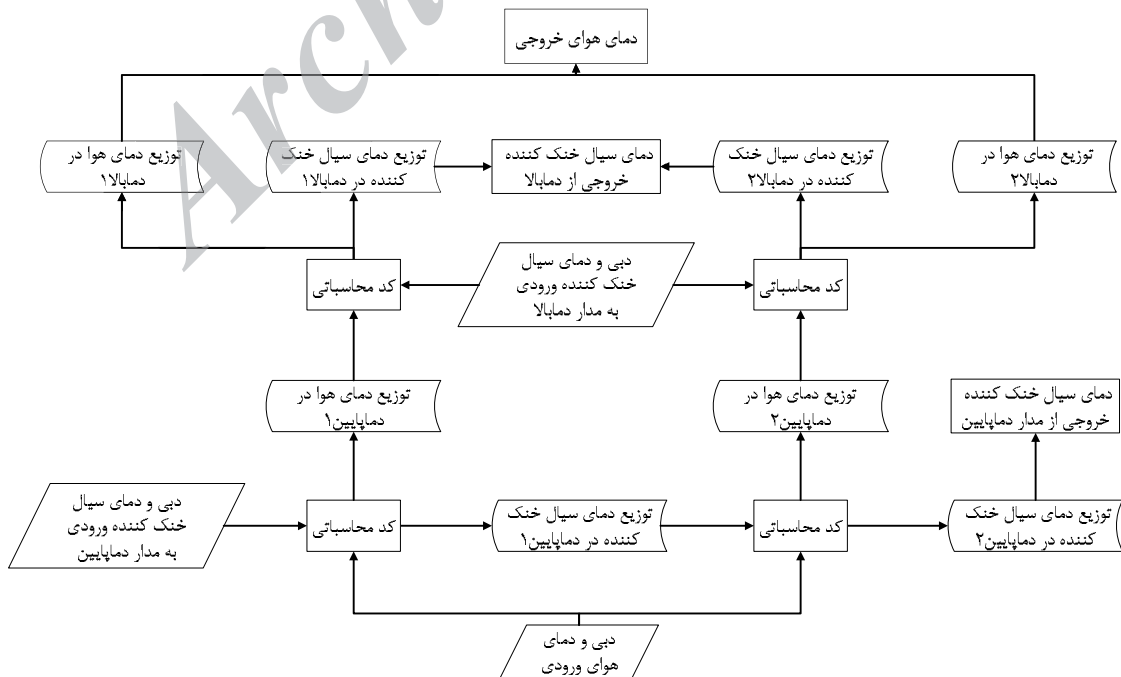 دمای هوای خروجی
توزیع دمای هوا در
دمابالا۲
توزیع دمای سیال خنک
کننده در دمابالا۲
دمای سیال خنک کننده
خروجی از دمابالا
توزیع دمای سیال خنک
کننده در دمابالا۱
توزیع دمای هوا در
دمابالا۱
کد محاسباتی
دبی و دمای سیال
خنک کننده ورودی
به مدار دمابالا
کد محاسباتی
دمای سیال خنک کننده
خروجی از مدار دماپایین
توزیع دمای هوا در
دماپایین۲
توزیع دمای هوا در
دماپایین۱
توزیع دمای سیال خنک
کننده در دماپایین۲
کد محاسباتی
توزیع دمای سیال خنک
کننده در دماپایین۱
کد محاسباتی
دبی و دمای سیال
خنک کننده ورودی
به مدار دماپایین
دبی و دمای
هوای ورودی
Arch